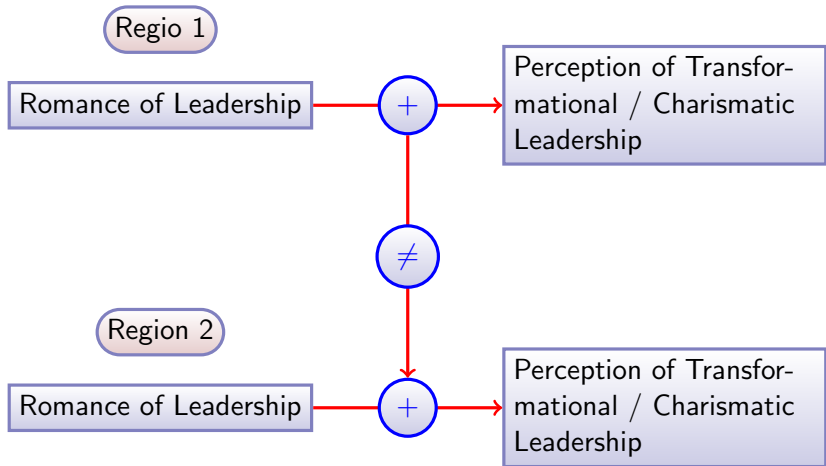 Regio 1
Romance of Leadership
+
Perception of Transfor-
mational / Charismatic
Leadership
≠
Region 2
Romance of Leadership
+
Perception of Transfor-
mational / Charismatic
Leadership